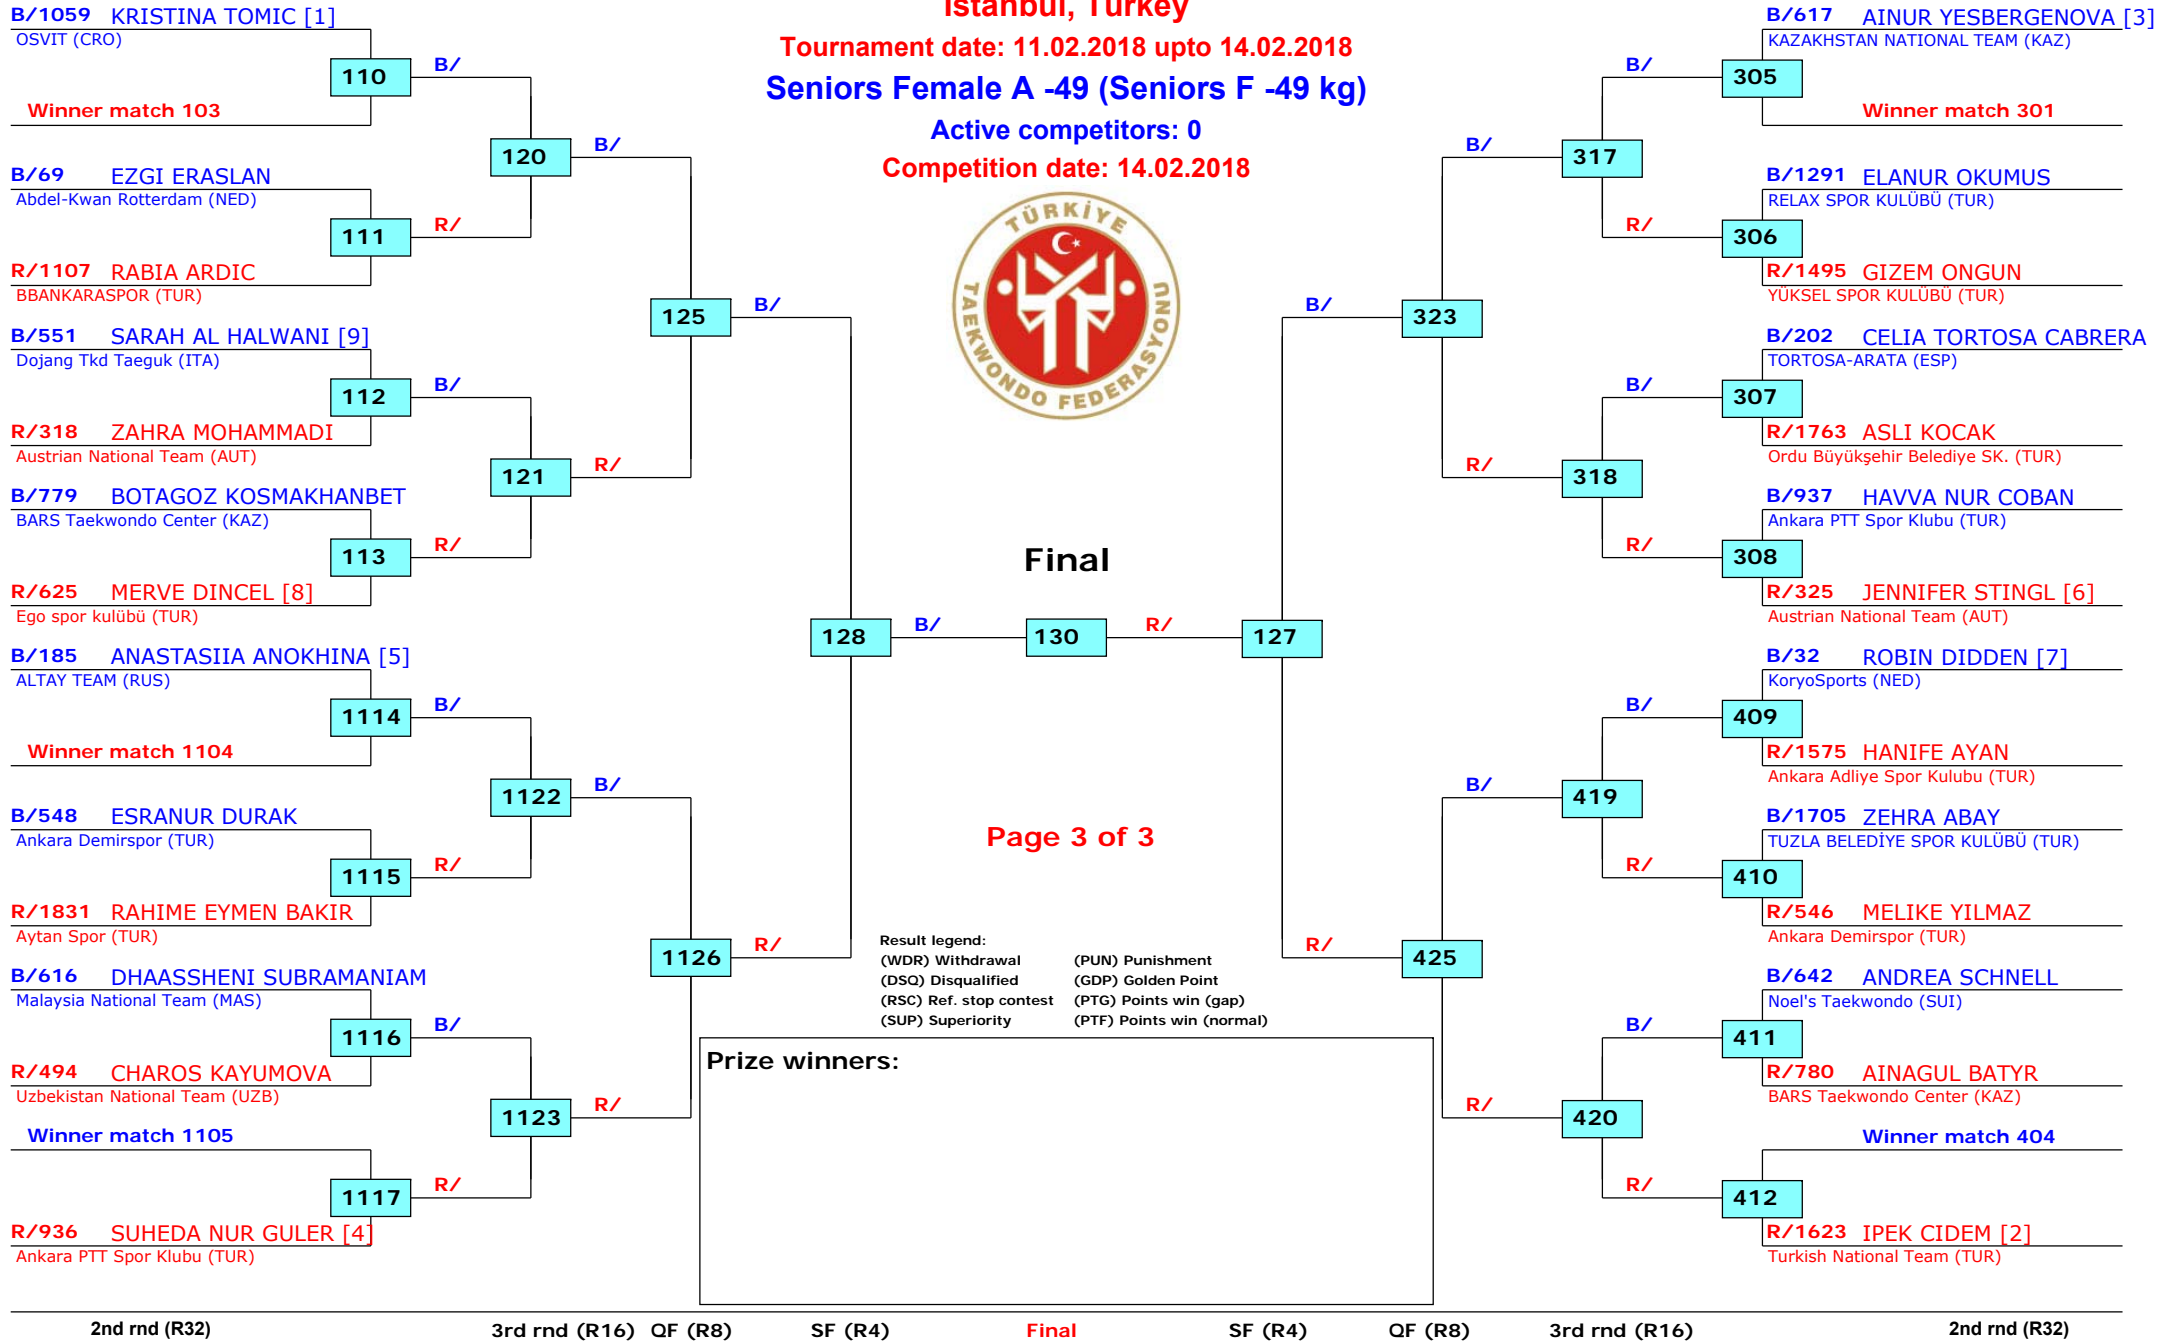 Istanbul, Turkey
Tournament date: 11.02.2018 upto 14.02.2018
Seniors Female A -49 (Seniors F -49 kg)
Active competitors: 0
Competition date: 14.02.2018
TÜRKİYE
TAEKWONDO FEDERASYONU
B/1059 KRISTINA TOMIC [1]
OSVIT (CRO)
110
B/
Winner match 103
120
B/
B/69 EZGI ERASLAN
Abdel-Kwan Rotterdam (NED)
111
R/
R/1107 RABIA ARDIC
BBANKARASPOR (TUR)
125
B/
B/551 SARAH AL HALWANI [9]
Dojang Tkd Taeguk (ITA)
112
B/
R/318 ZAHRA MOHAMMADI
Austrian National Team (AUT)
121
R/
B/779 BOTAGOZ KOSMAKHANBET
BARS Taekwondo Center (KAZ)
113
R/
R/625 MERVE DINCEL [8]
Ego spor kulübü (TUR)
128
B/
B/185 ANASTASIIA ANOKHINA [5]
ALTAY TEAM (RUS)
1114
B/
Winner match 1104
1122
B/
B/548 ESRANUR DURAK
Ankara Demirspor (TUR)
1115
R/
R/1831 RAHIME EYMEN BAKIR
Aytan Spor (TUR)
1126
R/
B/616 DHAASSHENI SUBRAMANIAM
Malaysia National Team (MAS)
1116
B/
R/494 CHAROS KAYUMOVA
Uzbekistan National Team (UZB)
1123
R/
Winner match 1105
1117
R/
R/936 SUHEDA NUR GULER [4]
Ankara PTT Spor Klubu (TUR)
Final
130
R/
127
Page 3 of 3
Result legend:
(WDR) Withdrawal (PUN) Punishment
(DSQ) Disqualified (GDP) Golden Point
(RSC) Ref. stop contest (PTG) Points win (gap)
(SUP) Superiority (PTF) Points win (normal)
Prize winners:
B/617 AINUR YESBERGENOVA [3]
KAZAKHSTAN NATIONAL TEAM (KAZ)
B/
305
Winner match 301
B/
317
B/1291 ELANUR OKUMUS
RELAX SPOR KULÜBÜ (TUR)
R/
306
R/1495 GIZEM ONGUN
YÜKSEL SPOR KULÜBÜ (TUR)
B/
323
B/202 CELIA TORTOSA CABRERA
TORTOSA-ARATA (ESP)
B/
307
R/1763 ASLI KOCAK
Ordu Büyükşehir Belediye SK. (TUR)
R/
318
B/937 HAVVA NUR COBAN
Ankara PTT Spor Klubu (TUR)
R/
308
R/325 JENNIFER STINGL [6]
Austrian National Team (AUT)
B/32 ROBIN DIDDEN [7]
KoryoSports (NED)
B/
409
R/1575 HANIFE AYAN
Ankara Adliye Spor Kulubu (TUR)
B/
419
B/1705 ZEHRA ABAY
TUZLA BELEDİYE SPOR KULÜBÜ (TUR)
R/
410
R/546 MELIKE YILMAZ
Ankara Demirspor (TUR)
R/
425
B/642 ANDREA SCHNELL
Noel's Taekwondo (SUI)
B/
411
R/780 AINAGUL BATYR
BARS Taekwondo Center (KAZ)
R/
420
Winner match 404
R/
412
R/1623 IPEK CIDEM [2]
Turkish National Team (TUR)
2nd rnd (R32) 3rd rnd (R16) QF (R8) SF (R4) Final SF (R4) QF (R8) 3rd rnd (R16) 2nd rnd (R32)